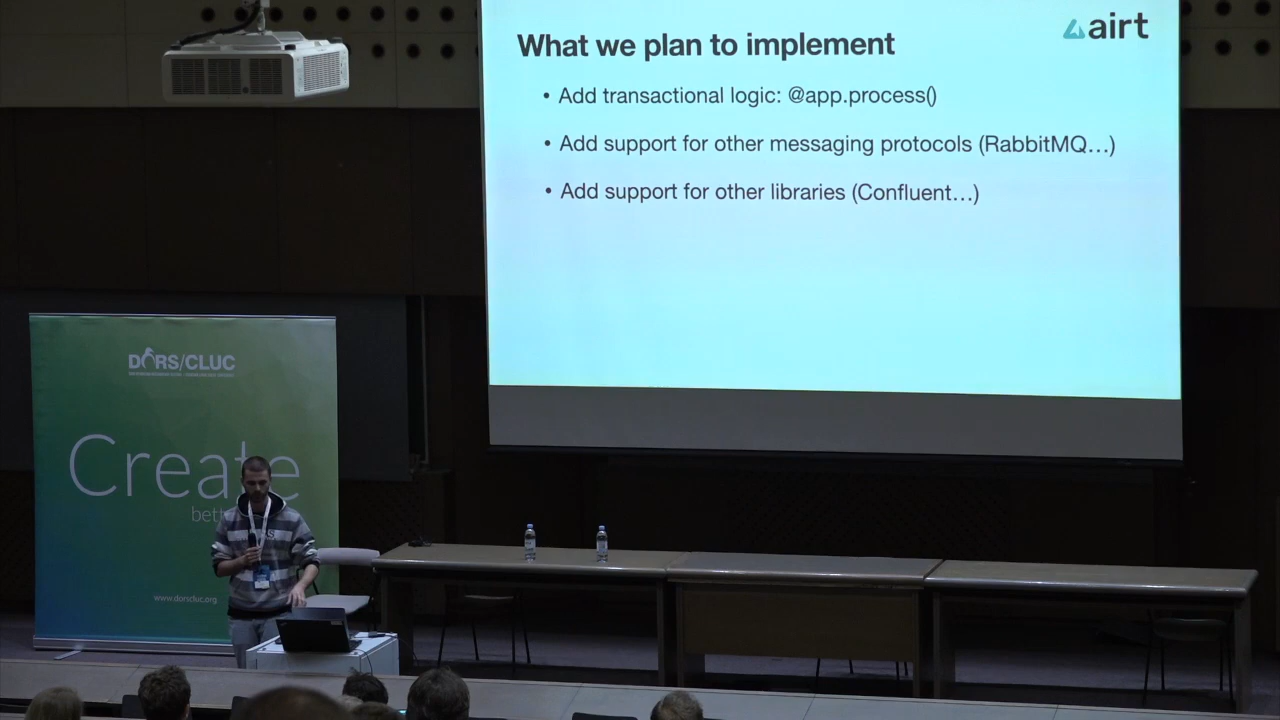 airt
What we plan to implement
• Add transactional logic: @app.process()
• Add support for other messaging protocols (RabbitMQ…)
• Add support for other libraries (Confluent…)
DORS/CLUC
Create
www.dorscluc.org